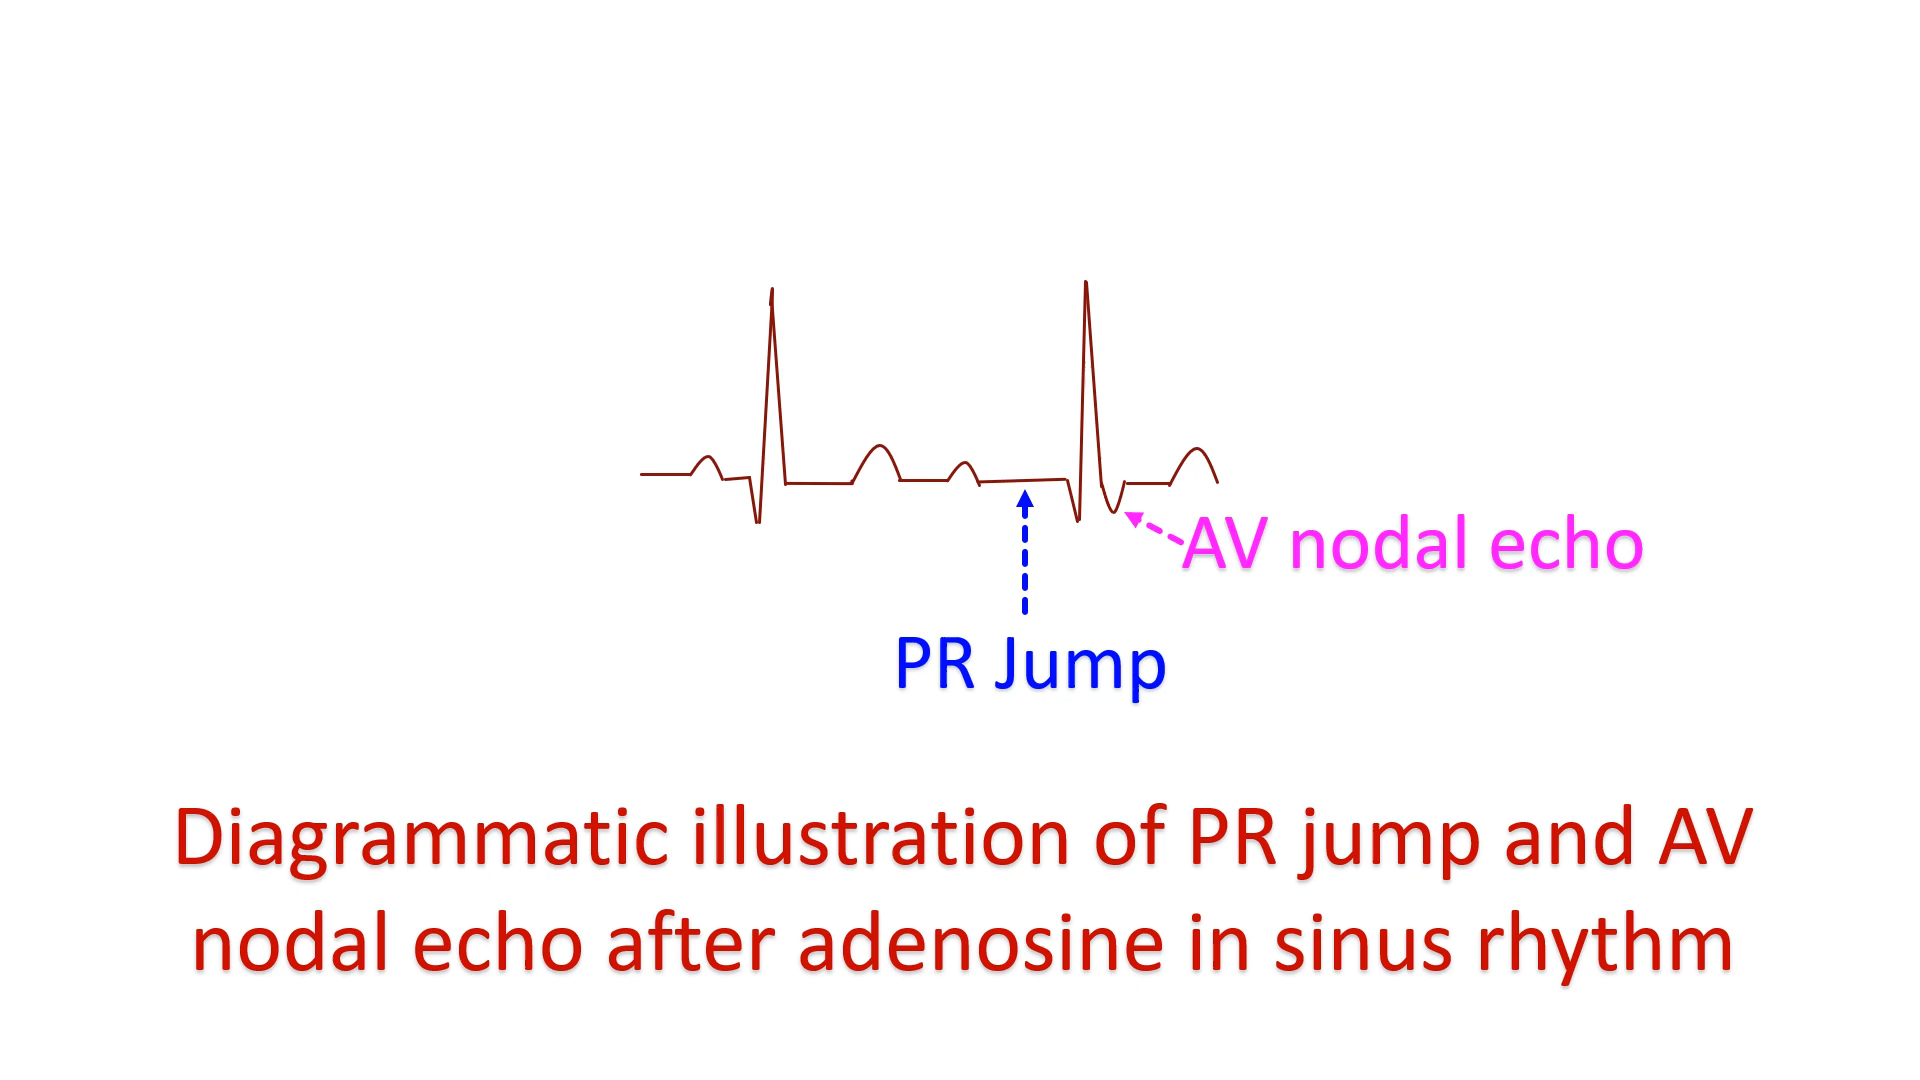 AV nodal echo
PR Jump
Diagrammatic illustration of PR jump and AV
nodal echo after adenosine in sinus rhythm